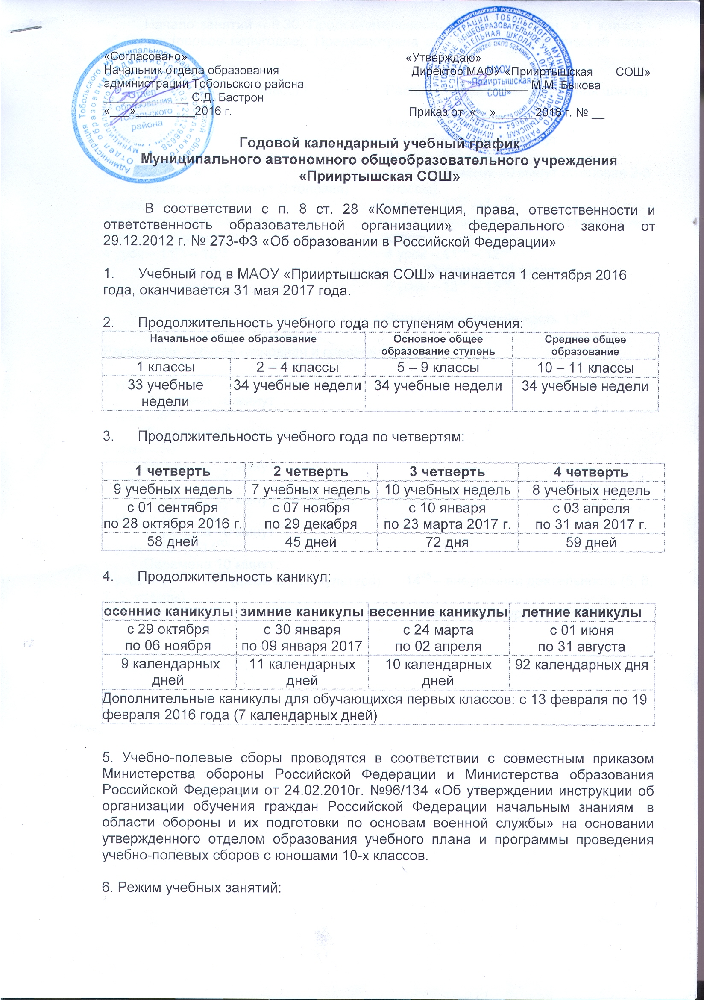 «Согласовано»
Начальник отдела образования
администрации Тобольского района
_____________ С.Д. Бастрон
«___»_________2016 г.
«Утверждаю»
Директор МАОУ «Прииртышская СОШ»
__________________ М.М. Быкова
Приказ от «__»______2016 г. № __
Отдел
образования
Тобольского
района
МАОУ
«Прииртышская
СОШ»
Годовой календарный учебный график
Муниципального автономного общеобразовательного учреждения
«Прииртышская СОШ»
В соответствии с п. 8 ст. 28 «Компетенция, права, ответственности и
ответственность образовательной организации» федерального закона от
29.12.2012 г. № 273-ФЗ «Об образовании в Российской Федерации»
1. Учебный год в МАОУ «Прииртышская СОШ» начинается 1 сентября 2016
года, оканчивается 31 мая 2017 года.
2. Продолжительность учебного года по ступеням обучения:
Начальное общее образование Основное общее Среднее общее
образование ступень образование
1 классы 2 – 4 классы 5 – 9 классы 10 – 11 классы
33 учебные 34 учебные недели 34 учебные недели 34 учебные недели
недели
3. Продолжительность учебного года по четвертям:
1 четверть 2 четверть 3 четверть 4 четверть
9 учебных недель 7 учебных недель 10 учебных недель 8 учебных недель
с 01 сентября с 07 ноября с 10 января с 03 апреля
по 28 октября 2016 г. по 29 декабря по 23 марта 2017 г. по 31 мая 2017 г.
58 дней 45 дней 72 дня 59 дней
4. Продолжительность каникул:
осенние каникулы зимние каникулы весенние каникулы летние каникулы
с 29 октября с 30 января с 24 марта с 01 июня
по 06 ноября по 09 января 2017 по 02 апреля по 31 августа
9 календарных 11 календарных 10 календарных 92 календарных дня
дней дней дней
Дополнительные каникулы для обучающихся первых классов: с 13 февраля по 19
февраля 2016 года (7 календарных дней)
5. Учебно-полевые сборы проводятся в соответствии с совместным приказом
Министерства обороны Российской Федерации и Министерства образования
Российской Федерации от 24.02.2010г. №96/134 «Об утверждении инструкции об
организации обучения граждан Российской Федерации начальным знаниям в
области обороны и их подготовки по основам военной службы» на основании
утвержденного отделом образования учебного плана и программы проведения
учебно-полевых сборов с юношами 10-х классов.
6. Режим учебных занятий: